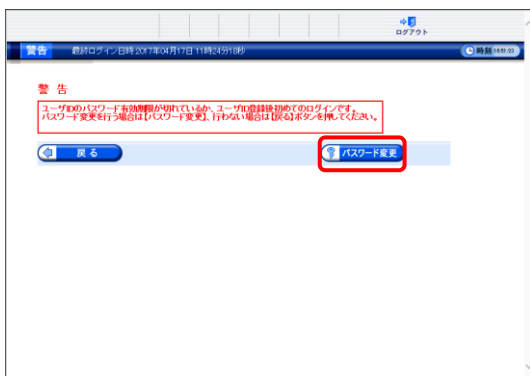 ログアウト
警告 最終ログイン日時:2017年04月17日 11時24分18秒 時刻
警 告
ユーザIDのパスワード有効期限が切れているか、ユーザID登録後初めてのログインです。
パスワード変更を行う場合は【パスワード変更】、行わない場合は【戻る】ボタンを押してください。
戻る パスワード変更